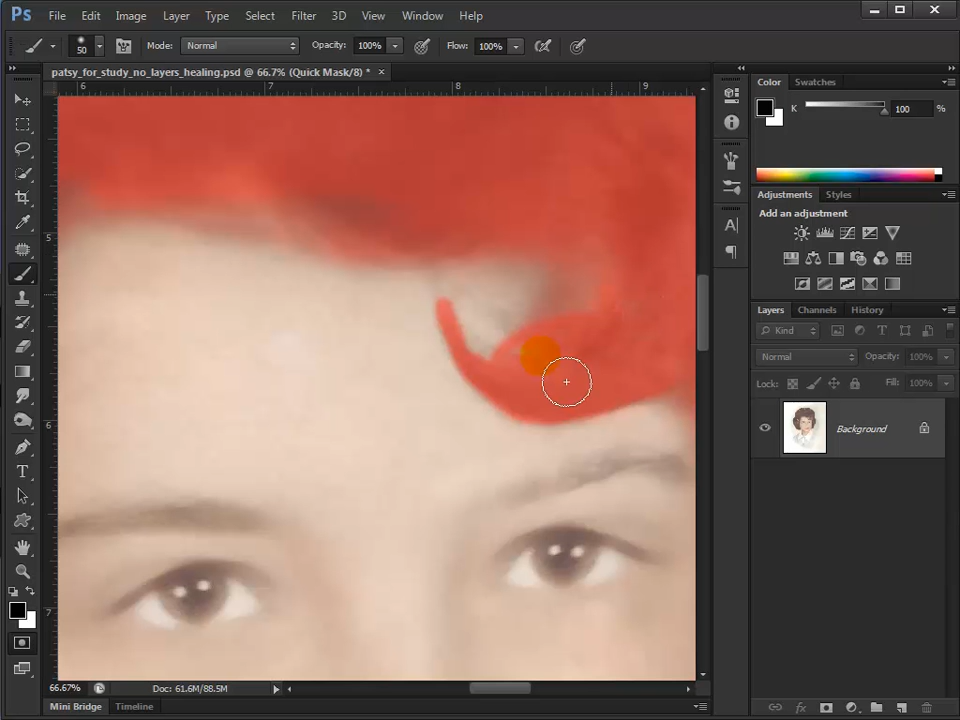 Ps File Edit Image Layer Type Select Filter 3D View Window Help
50 Mode: Normal Opacity: 100% Flow: 100%
patsy_for_study_no_layers_healing.psd @ 66.7% (Quick Mask/8) * ×
6 7 8 9
5
6
7
Color Swatches
K 100 %
Adjustments Styles
Add an adjustment
Layers Channels History
Kind
Normal Opacity: 100%
Lock: Fill: 100%
Background
66.67% Doc: 61.6M/88.5M
Mini Bridge Timeline